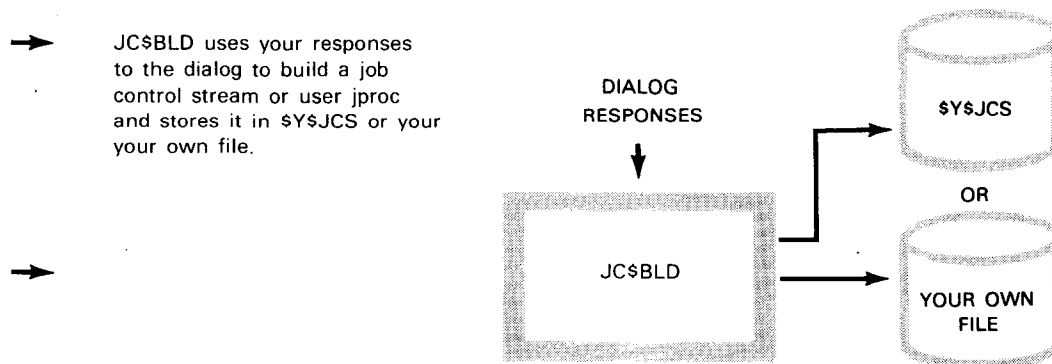 JC$BLD uses your responses
to the dialog to build a job
control stream or user jproc
and stores it in $Y$JCS or your
your own file.
DIALOG
RESPONSES
JC$BLD
$Y$JCS
OR
YOUR OWN
FILE